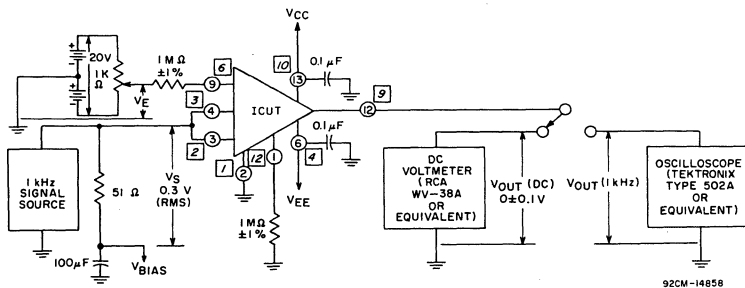 VCC
20V
1K
Ω
VE
1 MΩ
±1%
6
9
3
4
2
3
1
2
12
1
ICUT
10
13
0.1 μF
0.1 μF
6
4
VEE
9
12
1 kHz
SIGNAL
SOURCE
51 Ω
VS
0.3 V
(RMS)
100μF
VBIAS
1MΩ
±1%
DC
VOLTMETER
(RCA
WV-38A
OR
EQUIVALENT)
VOUT (DC)
0±0.1V
VOUT (1 kHz)
OSCILLOSCOPE
(TEKTRONIX
TYPE 502A
OR
EQUIVALENT)
92CM-14858